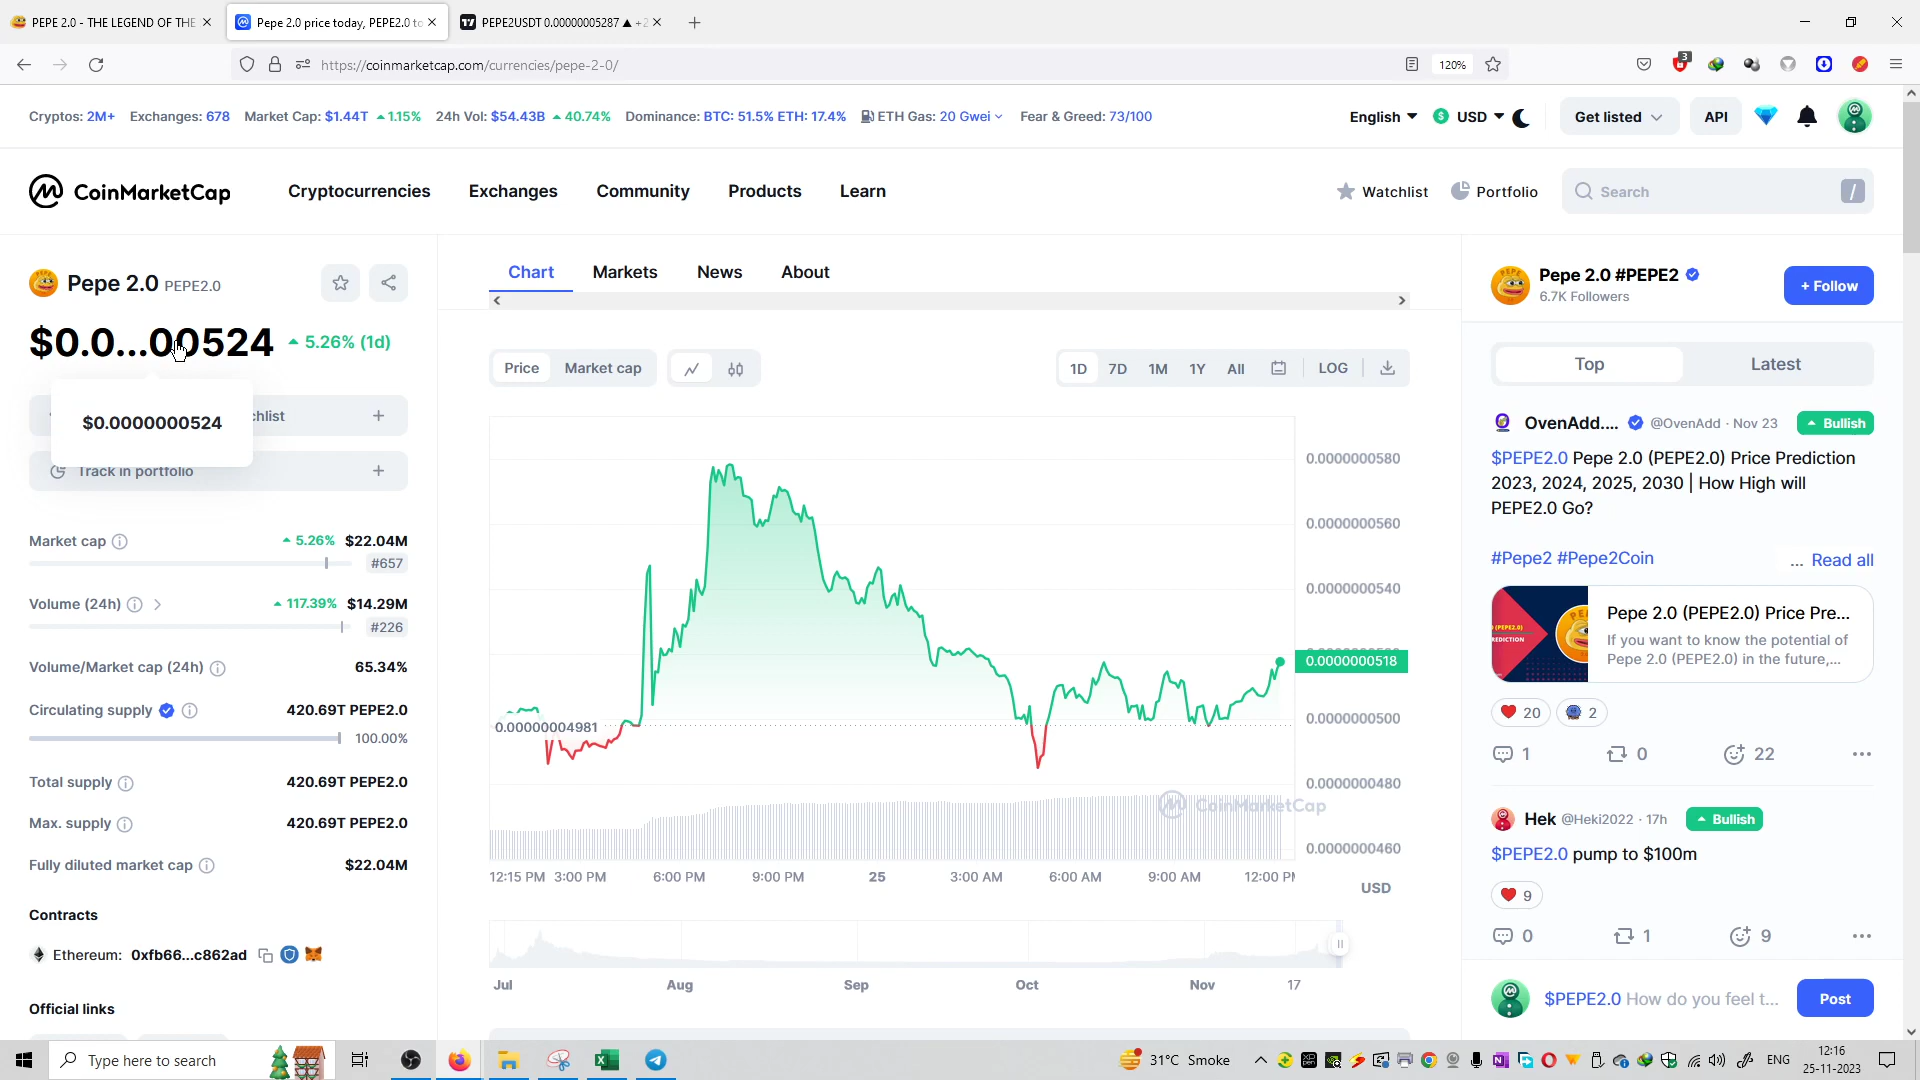 PEPE 2.0 - THE LEGEND OF THE
Pepe 2.0 price today, PEPE2.0 to
PEPE2USDT 0.00000005287 ▲ +2
https://coinmarketcap.com/currencies/pepe-2-0/
120%
3
Cryptos: 2M+ Exchanges: 678 Market Cap: $1.44T 1.15% 24h Vol: $54.43B 40.74% Dominance: BTC: 51.5% ETH: 17.4% ETH Gas: 20 Gwei Fear & Greed: 73/100
English
USD
Get listed
API
CoinMarketCap
Cryptocurrencies
Exchanges
Community
Products
Learn
Watchlist
Portfolio
Search
/
Pepe 2.0 PEPE2.0
$0.0...00524 5.26% (1d)
chlist
$0.0000000524
Track in portfolio
Market cap 5.26% $22.04M
#657
Volume (24h) 117.39% $14.29M
#226
Volume/Market cap (24h) 65.34%
Circulating supply 420.69T PEPE2.0
100.00%
Total supply 420.69T PEPE2.0
Max. supply 420.69T PEPE2.0
Fully diluted market cap $22.04M
Contracts
Ethereum: 0xfb66...c862ad
Official links
Chart
Markets
News
About
Price
Market cap
1D
7D
1M
1Y
All
LOG
0.0000000580
0.0000000560
0.0000000540
0.0000000518
0.0000000500
0.0000000480
0.0000000460
0.00000004981
CoinMarketCap
12:15 PM 3:00 PM 6:00 PM 9:00 PM 25 3:00 AM 6:00 AM 9:00 AM 12:00 P
USD
Jul Aug Sep Oct Nov 17
Pepe 2.0 #PEPE2
6.7K Followers
+ Follow
Top
Latest
OvenAdd.... @OvenAdd · Nov 23 Bullish
$PEPE2.0 Pepe 2.0 (PEPE2.0) Price Prediction
2023, 2024, 2025, 2030 | How High will
PEPE2.0 Go?
#Pepe2 #Pepe2Coin
... Read all
Pepe 2.0 (PEPE2.0) Price Pre...
If you want to know the potential of
Pepe 2.0 (PEPE2.0) in the future,...
20
2
1
0
22
Hek @Heki2022 · 17h Bullish
$PEPE2.0 pump to $100m
9
0
1
9
$PEPE2.0 How do you feel t...
Post
Type here to search
31°C Smoke
ENG
12:16
25-11-2023